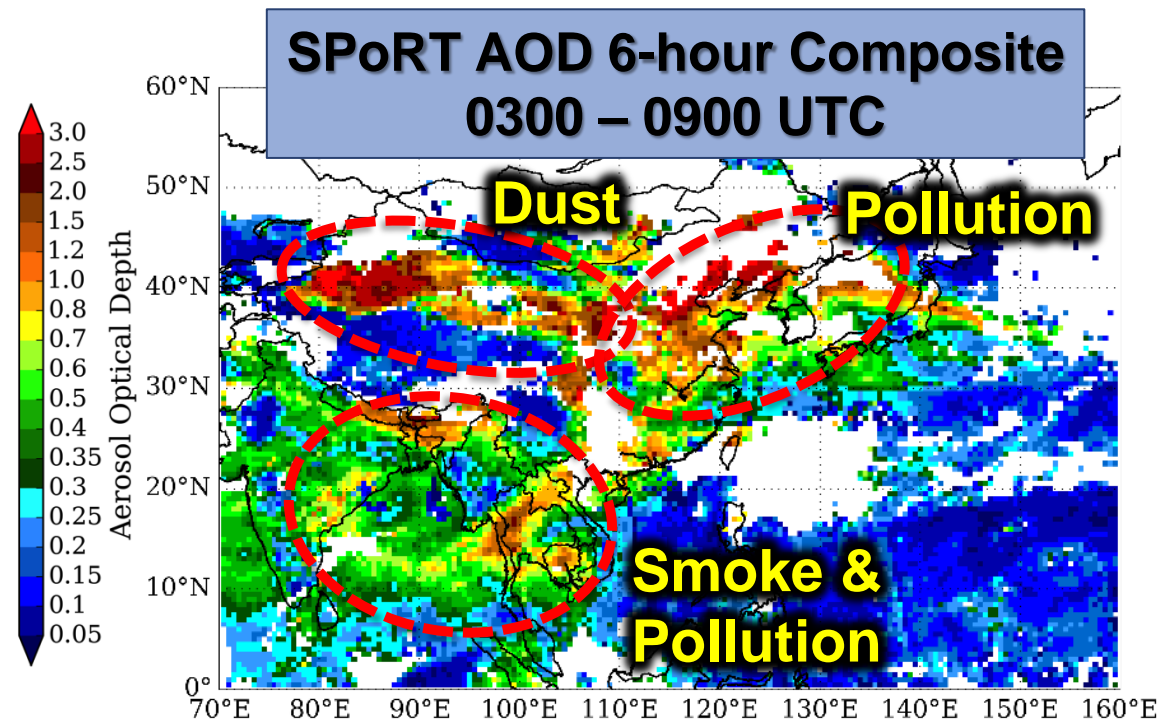 SPoRT AOD 6-hour Composite
0300 – 0900 UTC
Dust
Pollution
Smoke &
Pollution
Aerosol Optical Depth
3.0
2.5
2.0
1.5
1.2
1.0
0.8
0.7
0.6
0.5
0.4
0.35
0.3
0.25
0.2
0.15
0.1
0.05
60°N
50°N
40°N
30°N
20°N
10°N
0°
70°E 80°E 90°E 100°E 110°E 120°E 130°E 140°E 150°E 160°E